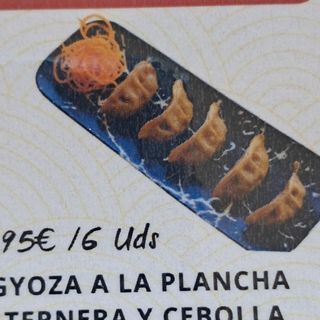 95€ /6 Uds
GYOZA A LA PLANCHA
TERNERA Y CEBOLLA